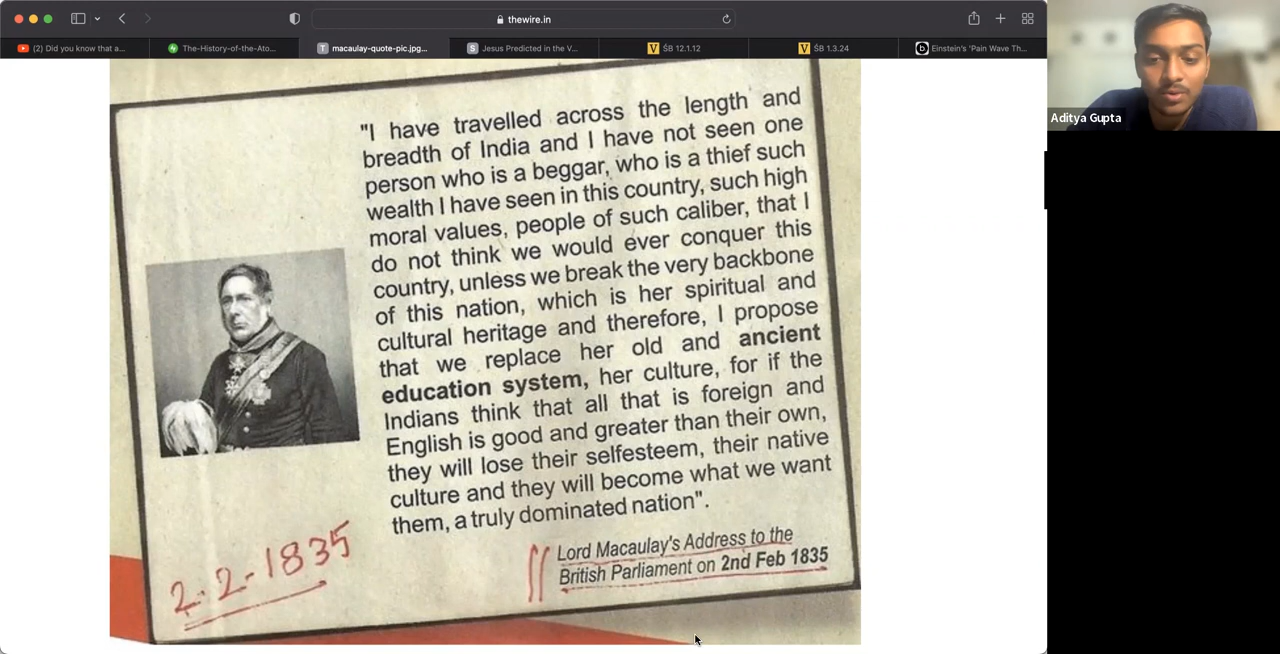 thewire.in
(2) Did you know that a...
The-History-of-the-Ato...
T macaulay-quote-pic.jpg...
S Jesus Predicted in the V...
V ŚB 12.1.12
V ŚB 1.3.24
b Einstein's 'Pain Wave Th...
Aditya Gupta
"I have travelled across the length and
breadth of India and I have not seen one
person who is a beggar, who is a thief such
wealth I have seen in this country, such high
moral values, people of such caliber, that I
do not think we would ever conquer this
country, unless we break the very backbone
of this nation, which is her spiritual and
cultural heritage and therefore, I propose
that we replace her old and ancient
education system, her culture, for if the
Indians think that all that is foreign and
English is good and greater than their own,
they will lose their selfesteem, their native
culture and they will become what we want
them, a truly dominated nation".
2.2-1835
Lord Macaulay's Address to the
British Parliament on 2nd Feb 1835